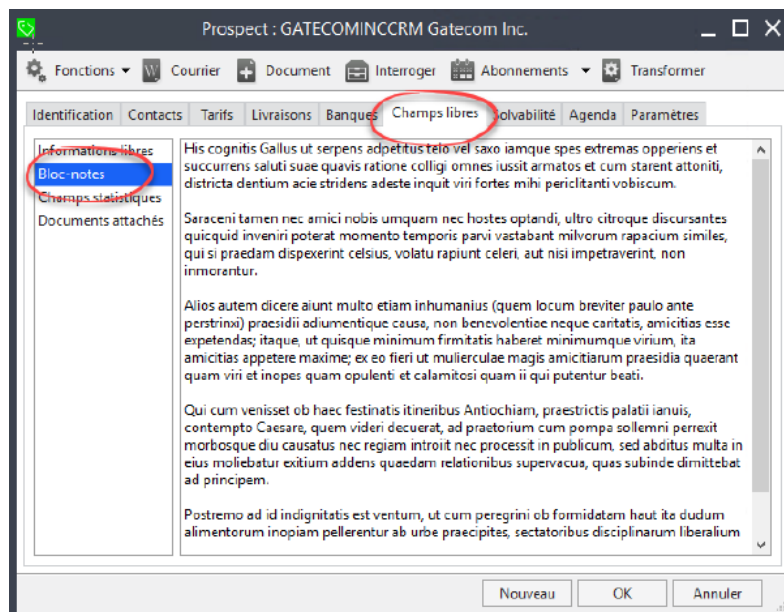 Prospect : GATECOMINCCRM Gatecom Inc.
Fonctions Courrier Document Interroger Abonnements Transformer
Identification Contacts Tarifs Livraisons Banques Champs libres Solvabilité Agenda Paramètres
Informations libres
Bloc-notes
Champs statistiques
Documents attachés
His cognitis Gallus ut serpens adpetitus telo vel saxo iamque spes extremas opperiens et
succurrens saluti suae quavis ratione colligi omnes iussit armatos et cum starent attoniti,
districta dentium acie stridens adeste inquit viri fortes mihi periclitanti vobiscum.
Saraceni tamen nec amici nobis umquam nec hostes optandi, ultro citroque discursantes
quicquid inveniri poterat momento temporis parvi vastabant milvorum rapacium similes,
qui si praedam dispexerint celsius, volatu rapiunt celeri, aut nisi impetraverint, non
inmorantur.
Alios autem dicere aiunt multo etiam inhumanius (quem locum breviter paulo ante
perstrinxi) praesidii adiumentique causa, non benevolentiae neque caritatis, amicitias esse
expetendas; itaque, ut quisque minimum firmitatis haberet minimumque virium, ita
amicitias appetere maxime; ex eo fieri ut mulierculae magis amicitiarum praesidia quaerant
quam viri et inopes quam opulenti et calamitosi quam ii qui putentur beati.
Qui cum venisset ob haec festinatis itineribus Antiochiam, praestrictis palatii ianuis,
contempto Caesare, quem videri decuerat, ad praetorium cum pompa sollemni perrexit
morbosque diu causatus nec regiam introiit nec processit in publicum, sed abditus multa in
eius moliebatur exitium addens quaedam relationibus supervacua, quas subinde dimittebat
ad principem.
Postremo ad id indignitatis est ventum, ut cum peregrini ob formidatam haut ita dudum
alimentorum inopiam pellerentur ab urbe praecipites, sectatoribus disciplinarum liberalium
Nouveau OK Annuler